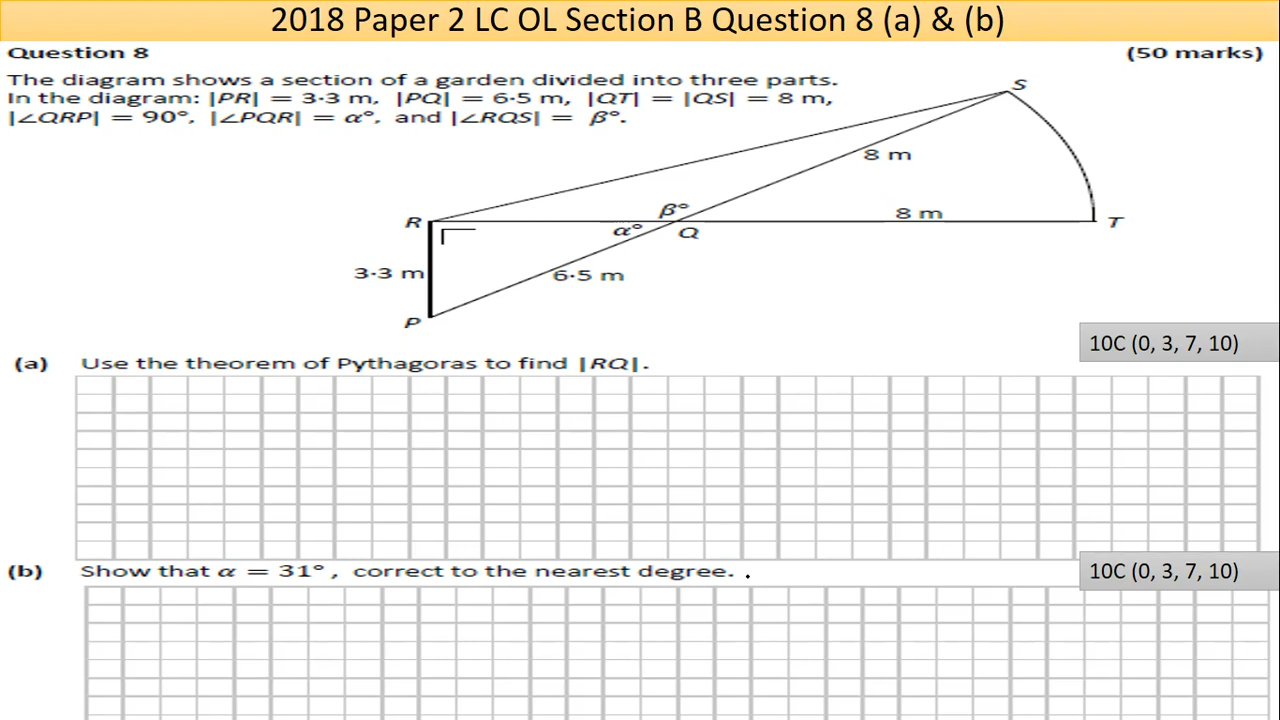 2018 Paper 2 LC OL Section B Question 8 (a) & (b)
Question 8 (50 marks)
The diagram shows a section of a garden divided into three parts.
In the diagram: |PR| = 3·3 m, |PQ| = 6·5 m, |QT| = |QS| = 8 m,
|∠QRP| = 90°, |∠PQR| = α°, and |∠RQS| = β°.
S
8 m
R
β°
8 m
T
α°
Q
3·3 m
6·5 m
P
10C (0, 3, 7, 10)
(a) Use the theorem of Pythagoras to find |RQ|.
(b) Show that α = 31°, correct to the nearest degree. .
10C (0, 3, 7, 10)